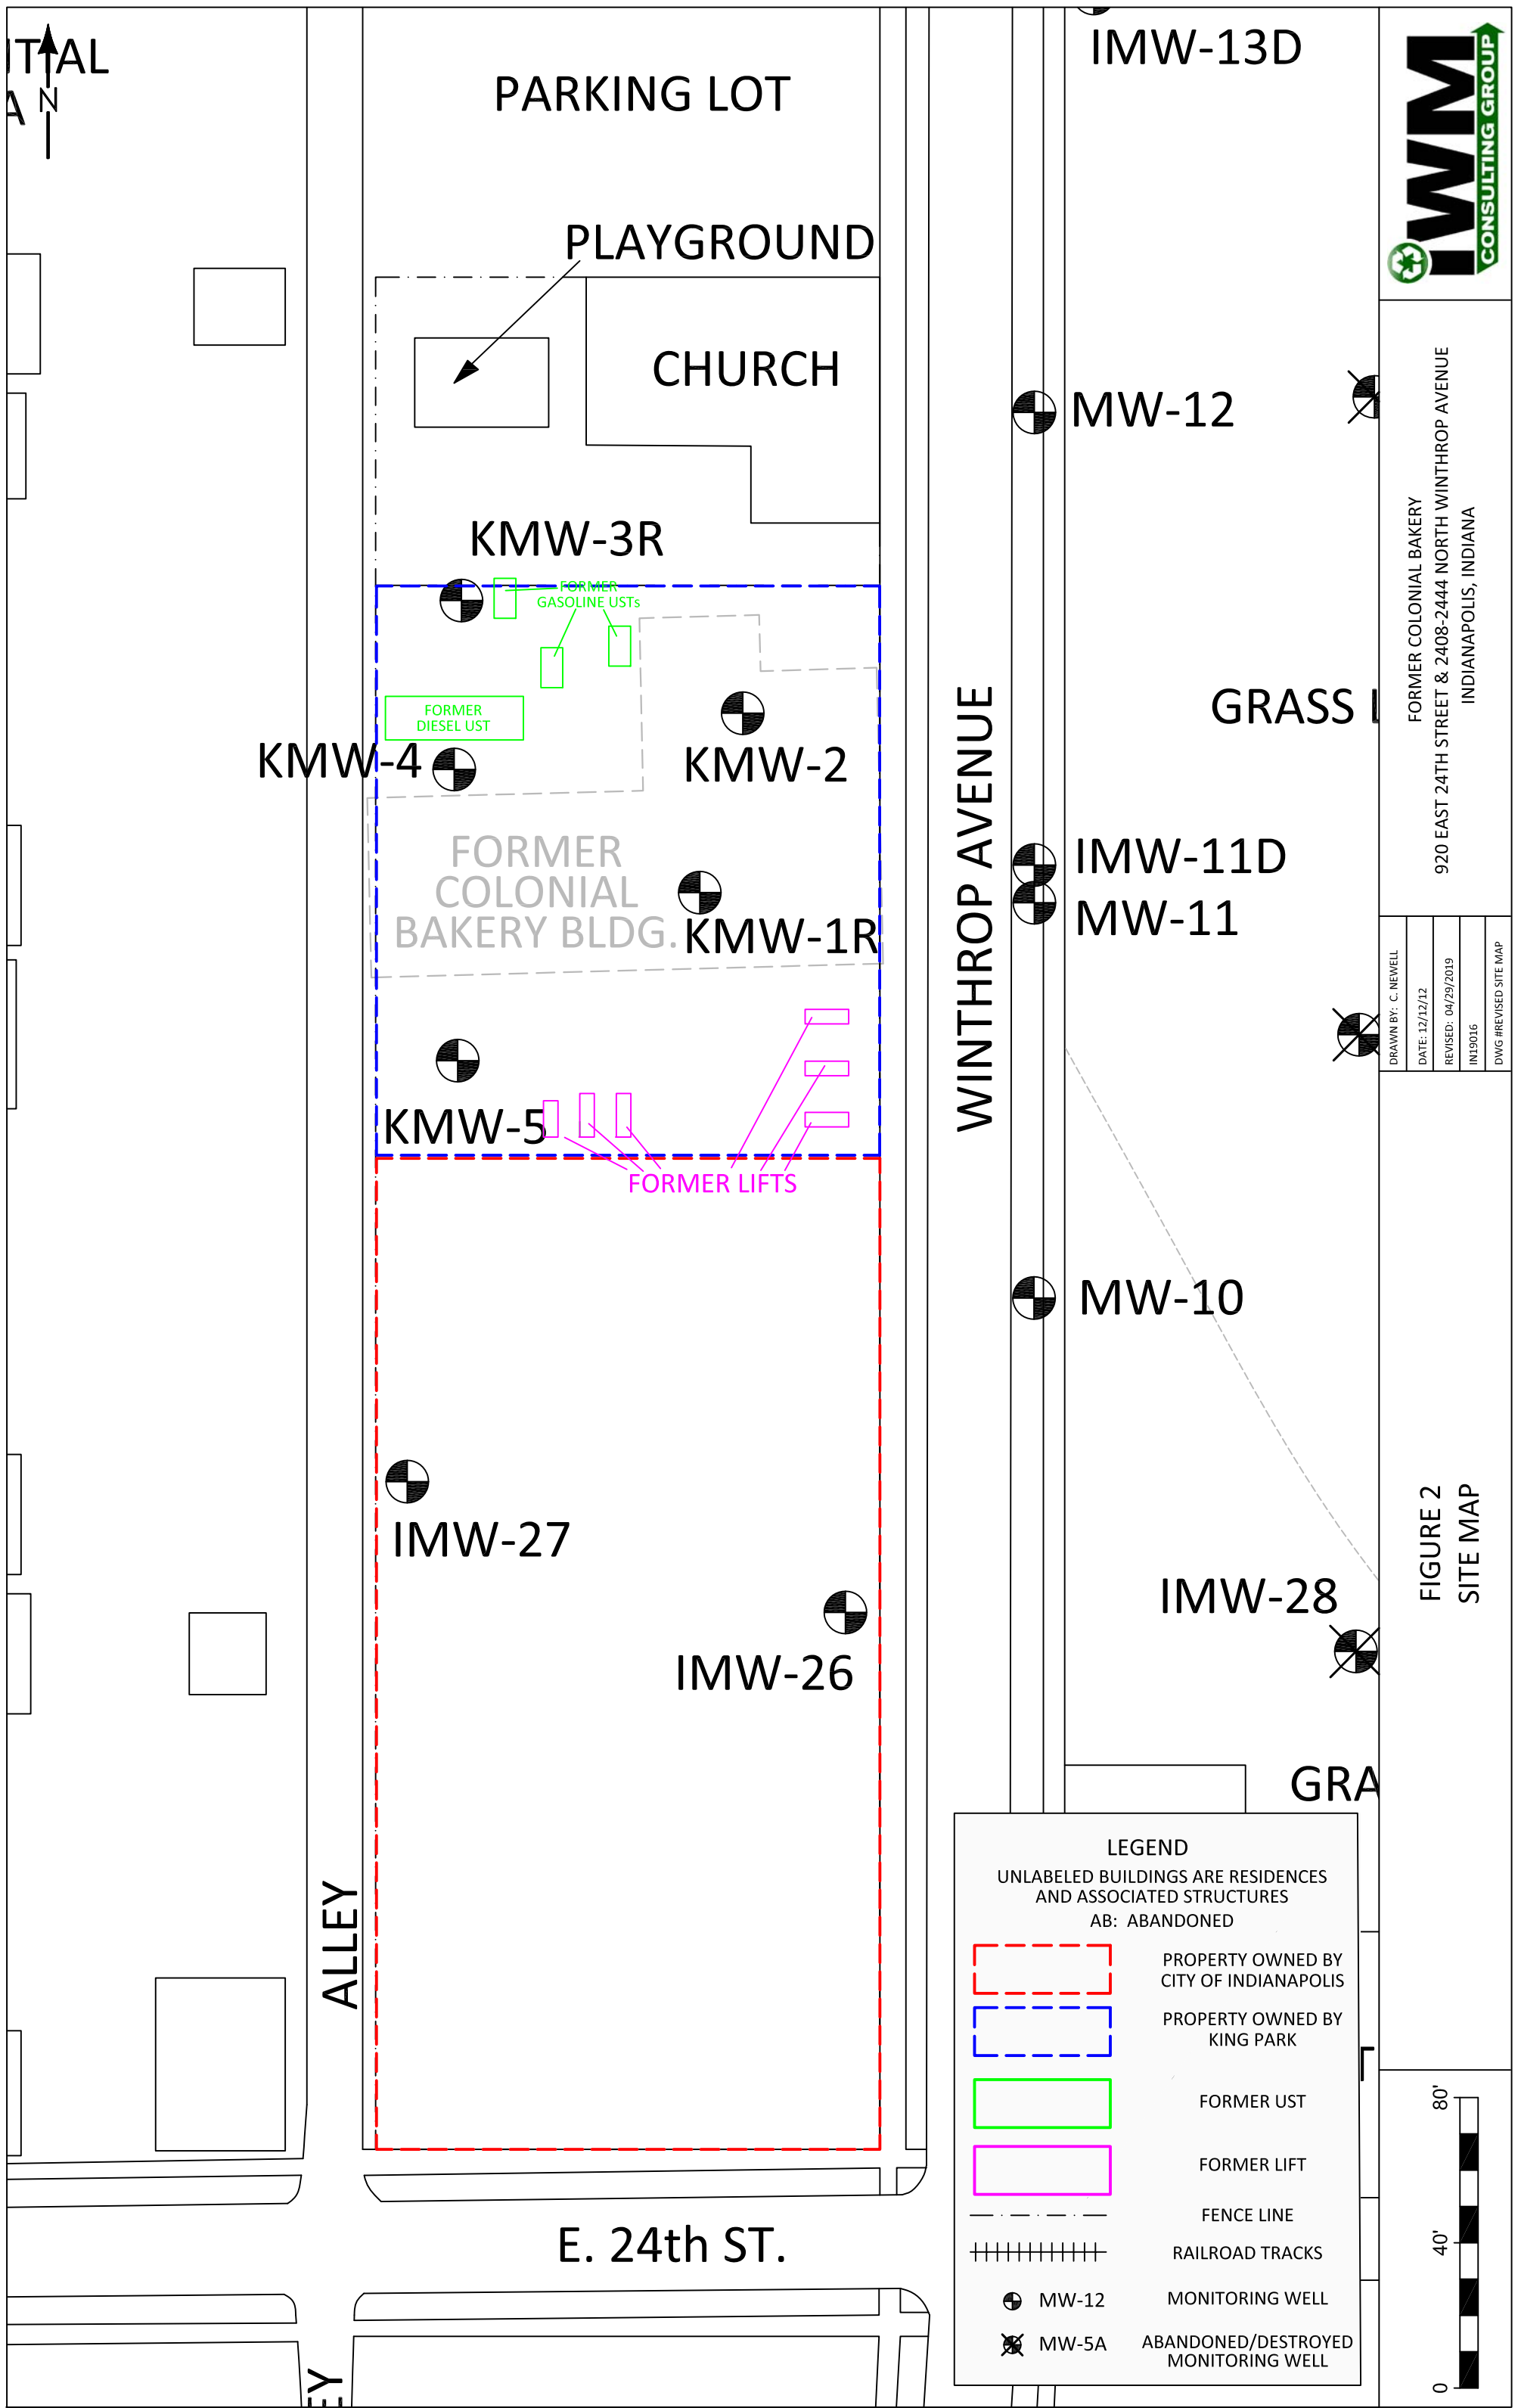 ITIAL
A
N
PARKING LOT
IMW-13D
PLAYGROUND
CHURCH
MW-12
KMW-3R
FORMER
GASOLINE USTs
FORMER
DIESEL UST
KMW-4
KMW-2
GRASS L
FORMER
COLONIAL
BAKERY BLDG.
KMW-1R
WINTHROP AVENUE
IMW-11D
MW-11
KMW-5
FORMER LIFTS
MW-10
IMW-27
IMW-28
IMW-26
GRA
ALLEY
E. 24th ST.
EY
LEGEND
UNLABELED BUILDINGS ARE RESIDENCES
AND ASSOCIATED STRUCTURES
AB: ABANDONED
PROPERTY OWNED BY
CITY OF INDIANAPOLIS
PROPERTY OWNED BY
KING PARK
FORMER UST
FORMER LIFT
FENCE LINE
RAILROAD TRACKS
MW-12 MONITORING WELL
MW-5A ABANDONED/DESTROYED
MONITORING WELL
T
iWM
CONSULTING GROUP
FORMER COLONIAL BAKERY
920 EAST 24TH STREET & 2408-2444 NORTH WINTHROP AVENUE
INDIANAPOLIS, INDIANA
DRAWN BY: C. NEWELL
DATE: 12/12/12
REVISED: 04/29/2019
IN19016
DWG #REVISED SITE MAP
FIGURE 2
SITE MAP
0 40' 80'